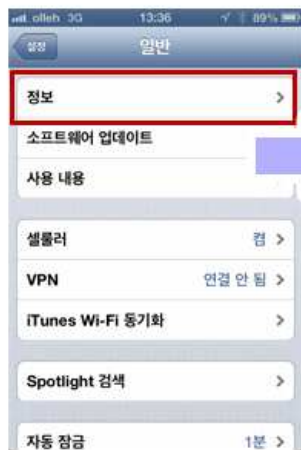 olleh 3G 13:36 89%
설정 일반
정보
소프트웨어 업데이트
사용 내용
셀룰러 켬
VPN 연결 안 됨
iTunes Wi-Fi 동기화
Spotlight 검색
자동 잠금 1분